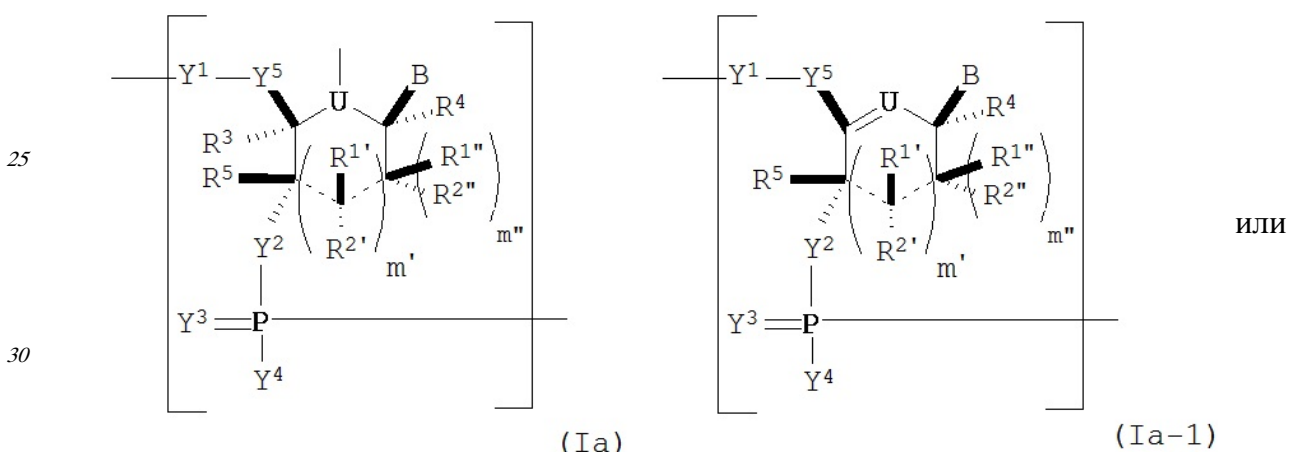 Y¹ Y⁵ U B Y¹ Y⁵ U B
R³ R⁴ R⁴
25 R⁵ R¹' R¹" R⁵ R¹' R¹"
R²" R²"
Y² R²' m' m" Y² R²' m' m" или
Y³ P Y³ P
30 Y⁴ Y⁴
(Ia) (Ia-1)